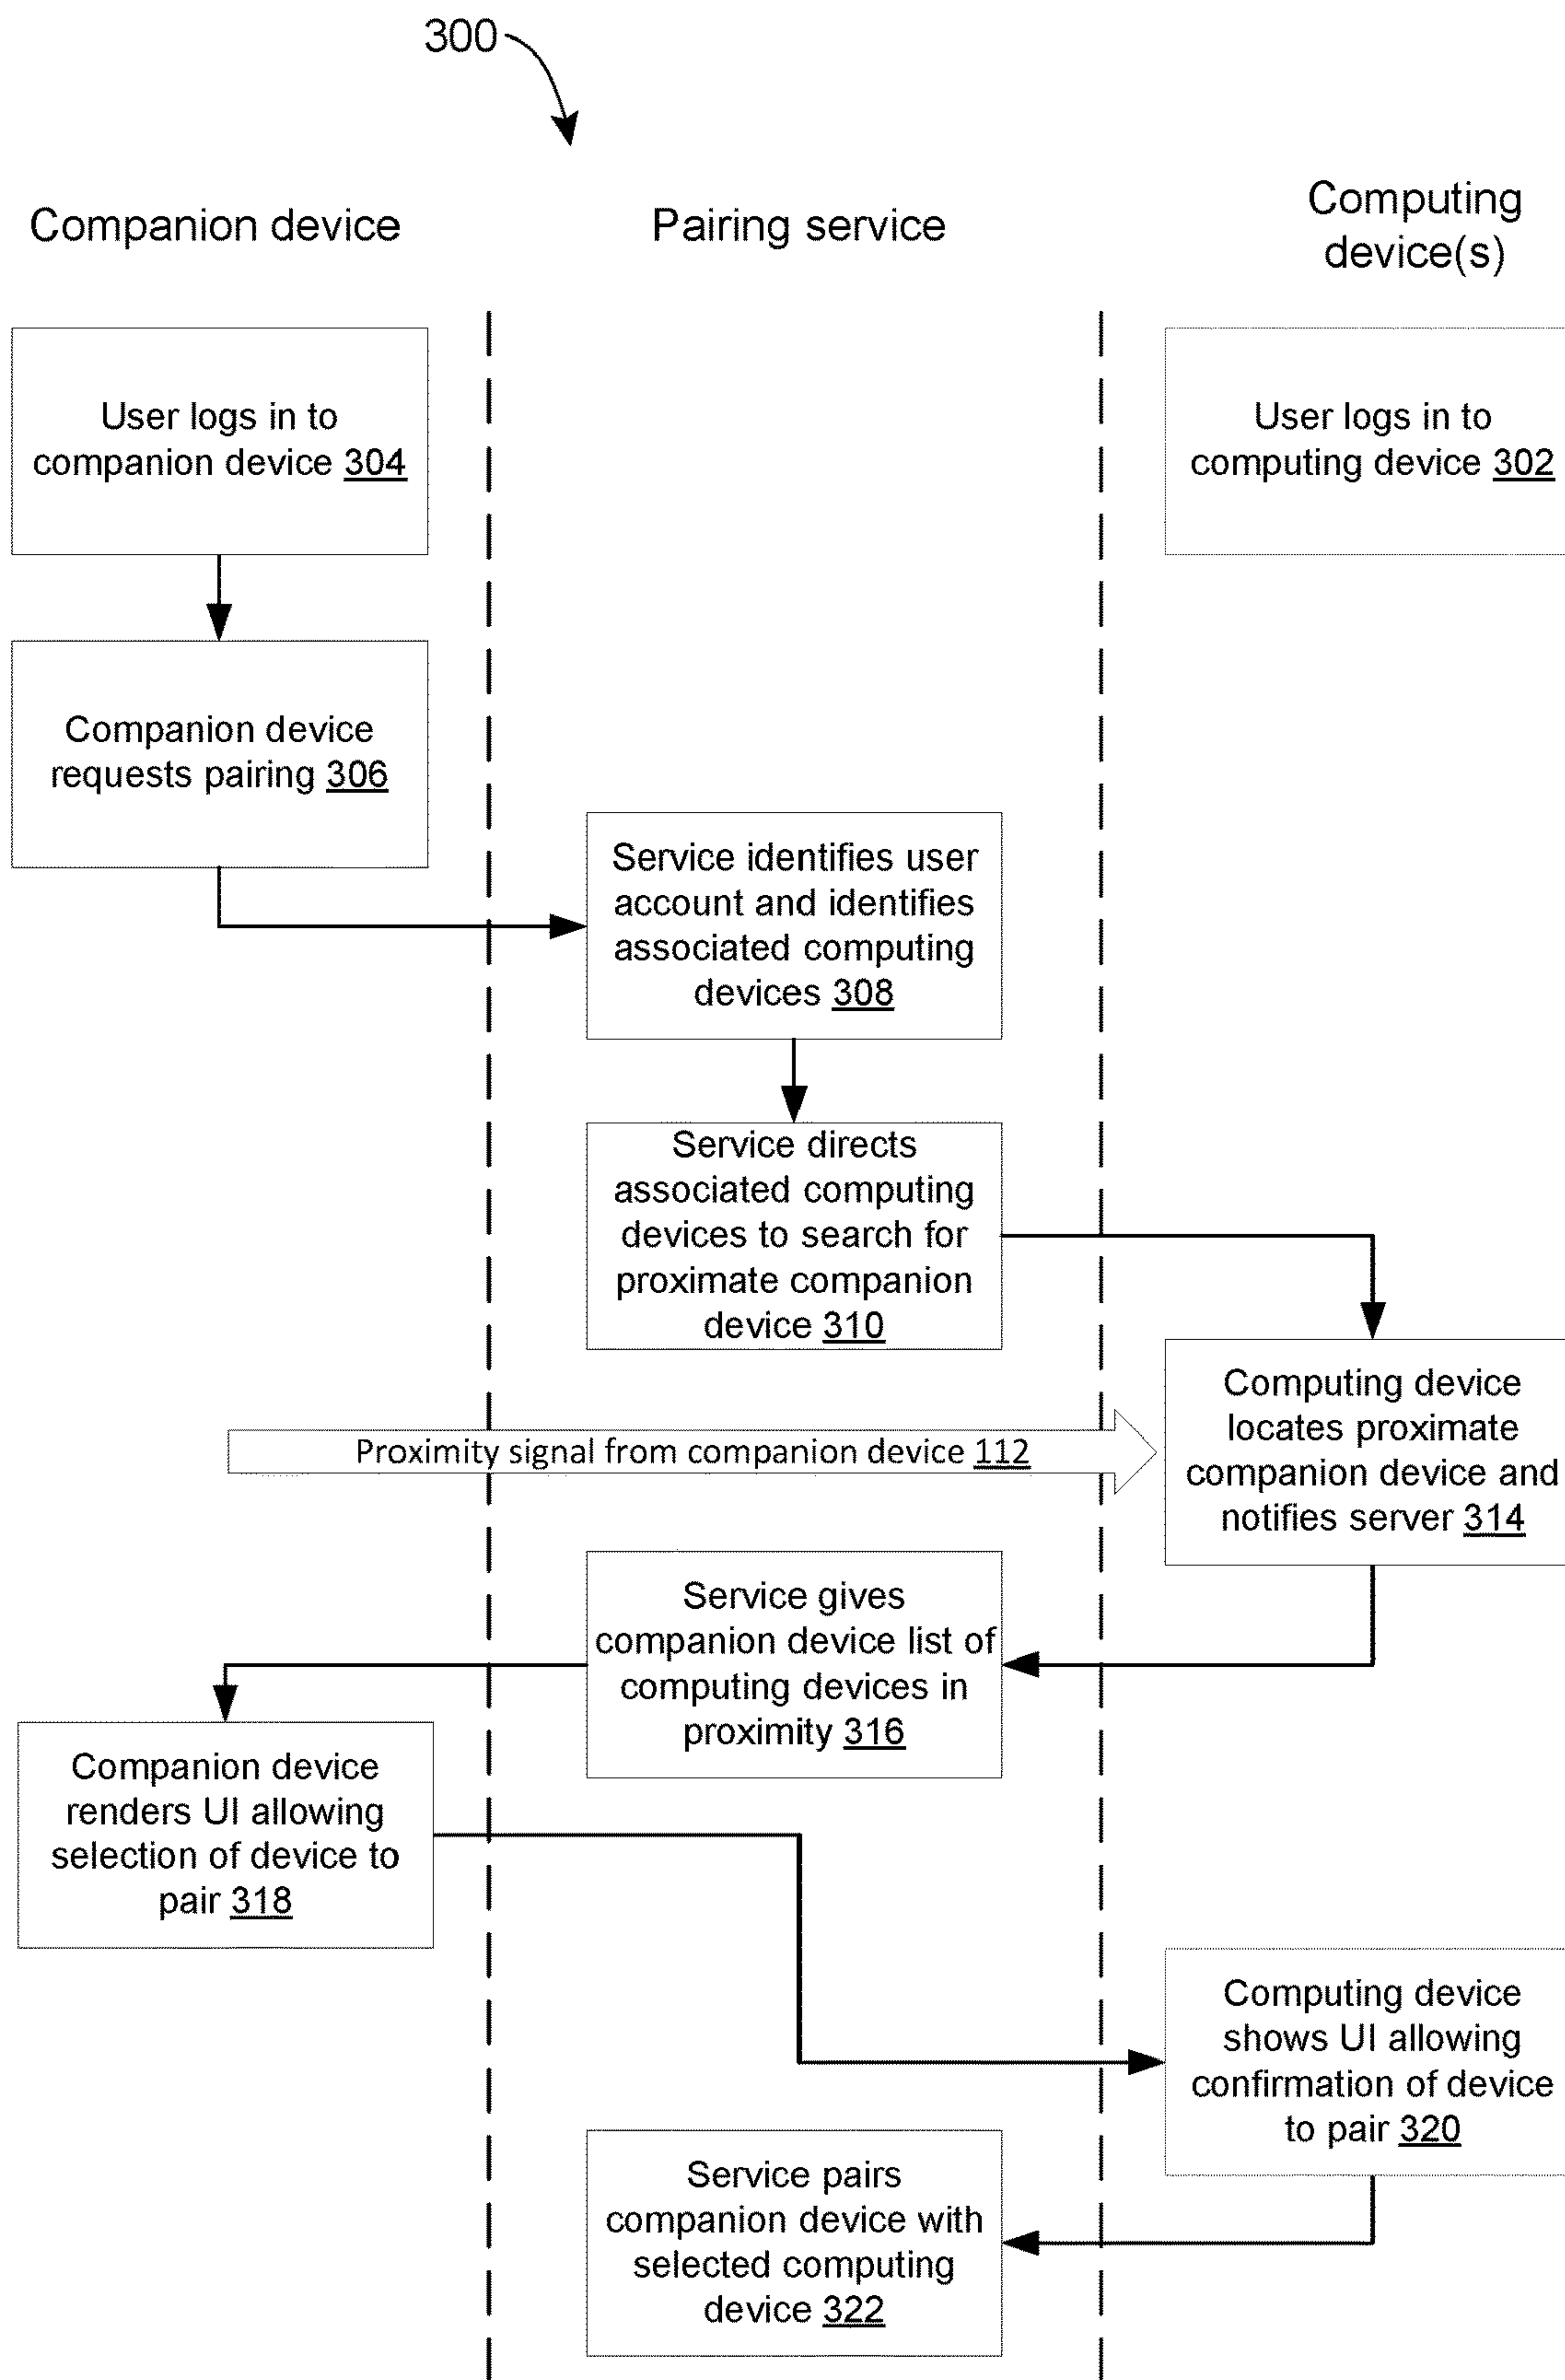 300
Companion device
Pairing service
Computing
device(s)
User logs in to
companion device 304
User logs in to
computing device 302
Companion device
requests pairing 306
Service identifies user
account and identifies
associated computing
devices 308
Service directs
associated computing
devices to search for
proximate companion
device 310
Computing device
locates proximate
companion device and
notifies server 314
Proximity signal from companion device 112
Service gives
companion device list of
computing devices in
proximity 316
Companion device
renders UI allowing
selection of device to
pair 318
Computing device
shows UI allowing
confirmation of device
to pair 320
Service pairs
companion device with
selected computing
device 322